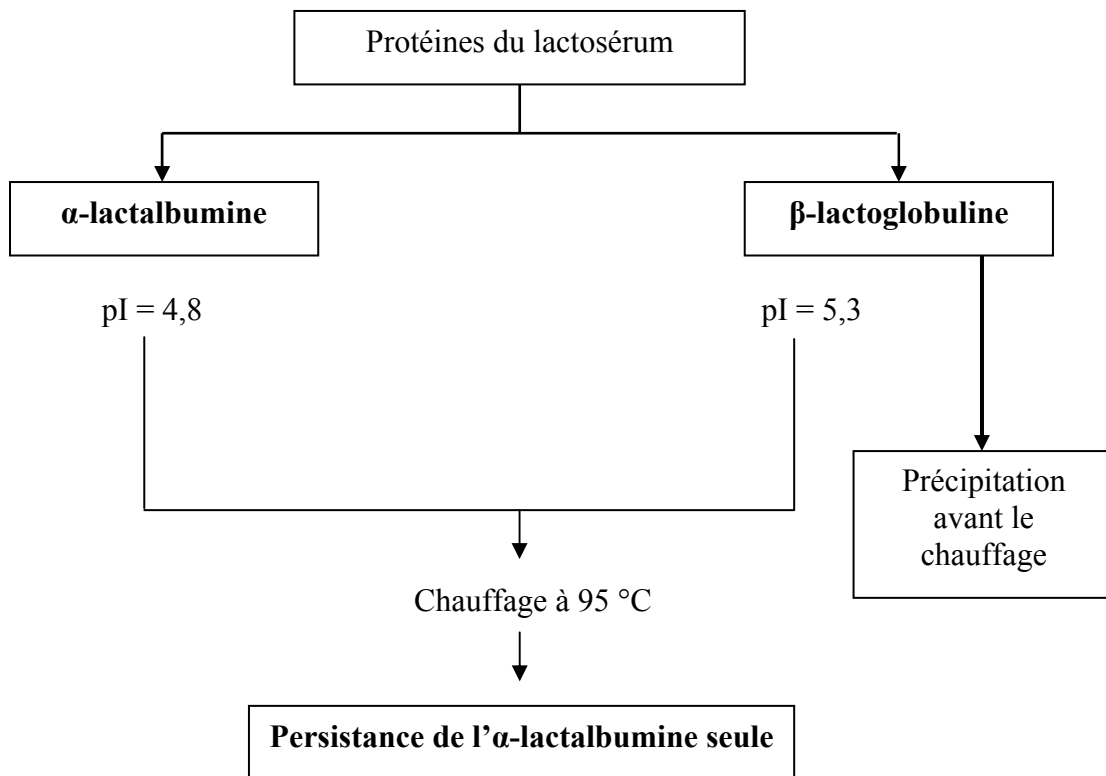 Protéines du lactosérum
α-lactalbumine
β-lactoglobuline
pI = 4,8
pI = 5,3
Précipitation
avant le
chauffage
Chauffage à 95 °C
Persistance de l’α-lactalbumine seule